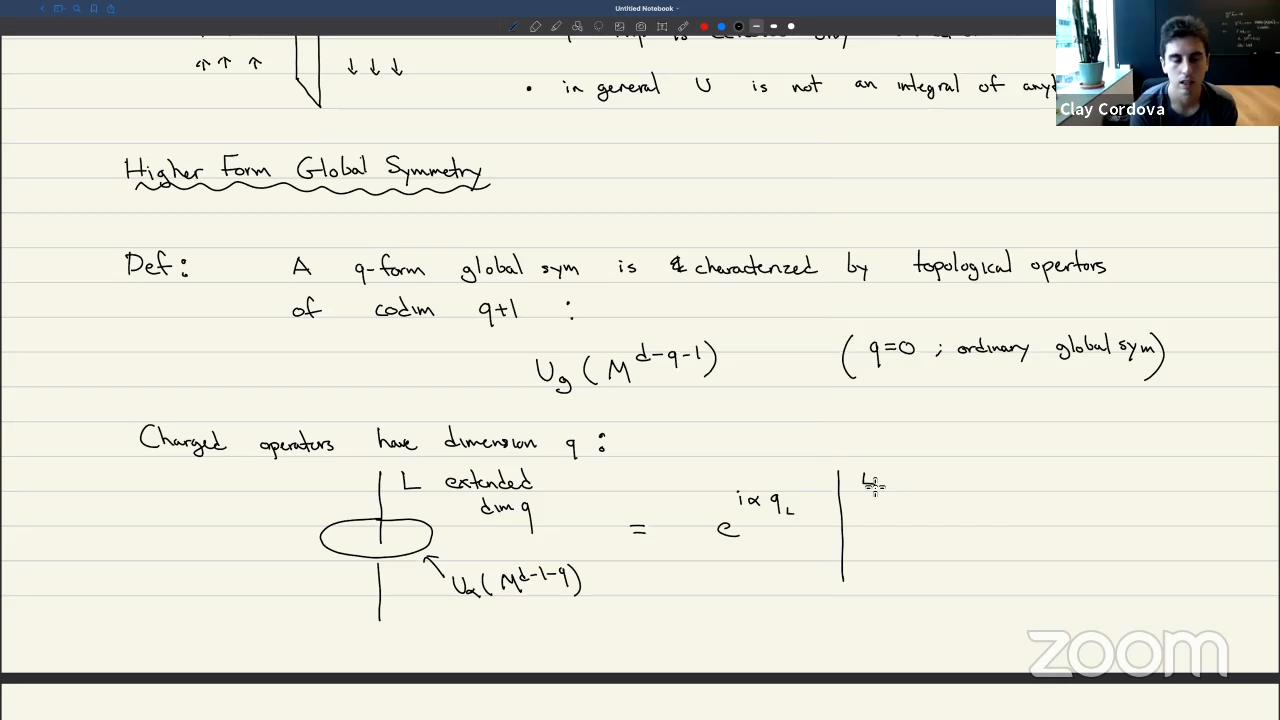 Untitled Notebook
is only
• in general U is not an integral of any
Clay Cordova
Higher Form Global Symmetry
Def: A q-form global sym is characterized by topological opertors
of codim q+1 :
U_g ( M^{d-q-1} ) ( q=0 ; ordinary global sym )
Charged operators have dimension q :
L extended
dim q
= e^{iα q_L} L
U_α ( M^{d-1-q} )
zoom